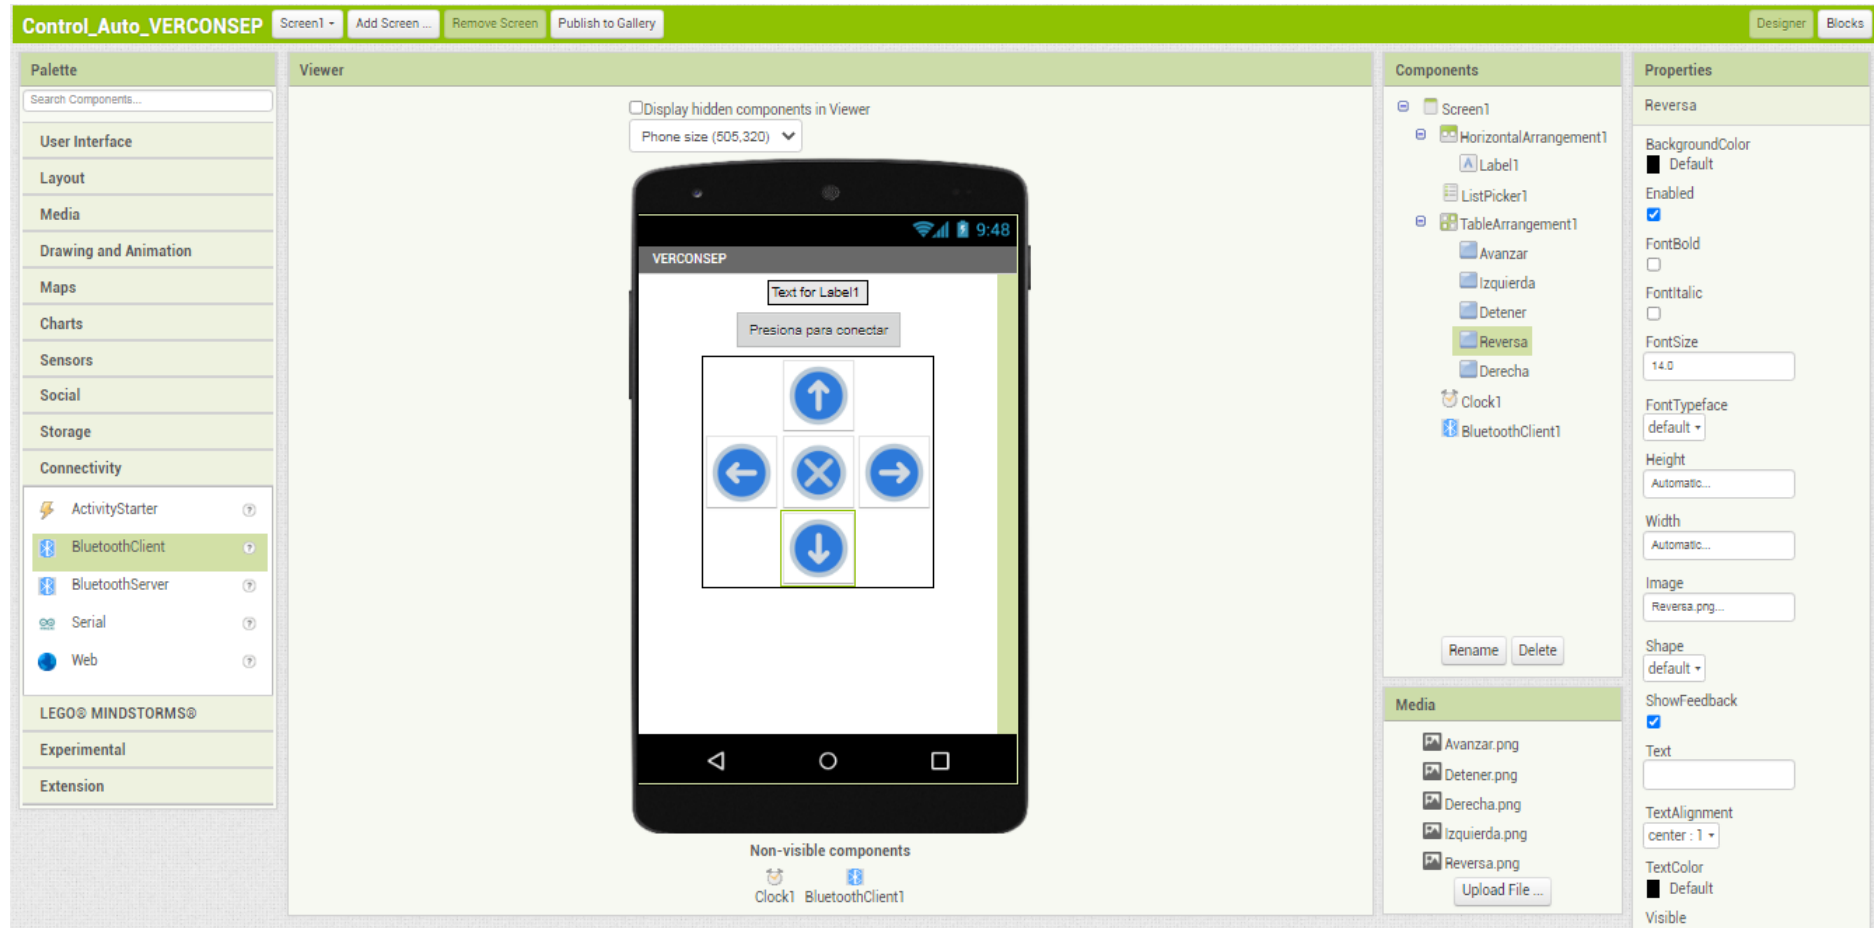 Control_Auto_VERCONSEP Screen1 Add Screen ... Remove Screen Publish to Gallery Designer Blocks
Palette
Search Components...
User Interface
Layout
Media
Drawing and Animation
Maps
Charts
Sensors
Social
Storage
Connectivity
ActivityStarter ?
BluetoothClient ?
BluetoothServer ?
Serial ?
Web ?
LEGO® MINDSTORMS®
Experimental
Extension
Viewer
Display hidden components in Viewer
Phone size (505,320)
9:48
VERCONSEP
Text for Label1
Presiona para conectar
Non-visible components
Clock1 BluetoothClient1
Components
Screen1
HorizontalArrangement1
A Label1
ListPicker1
TableArrangement1
Avanzar
Izquierda
Detener
Reversa
Derecha
Clock1
BluetoothClient1
Rename Delete
Media
Avanzar.png
Detener.png
Derecha.png
Izquierda.png
Reversa.png
Upload File ...
Properties
Reversa
BackgroundColor
Default
Enabled
FontBold
FontItalic
FontSize
14.0
FontTypeface
default
Height
Automatic...
Width
Automatic...
Image
Reversa.png...
Shape
default
ShowFeedback
Text
TextAlignment
center : 1
TextColor
Default
Visible